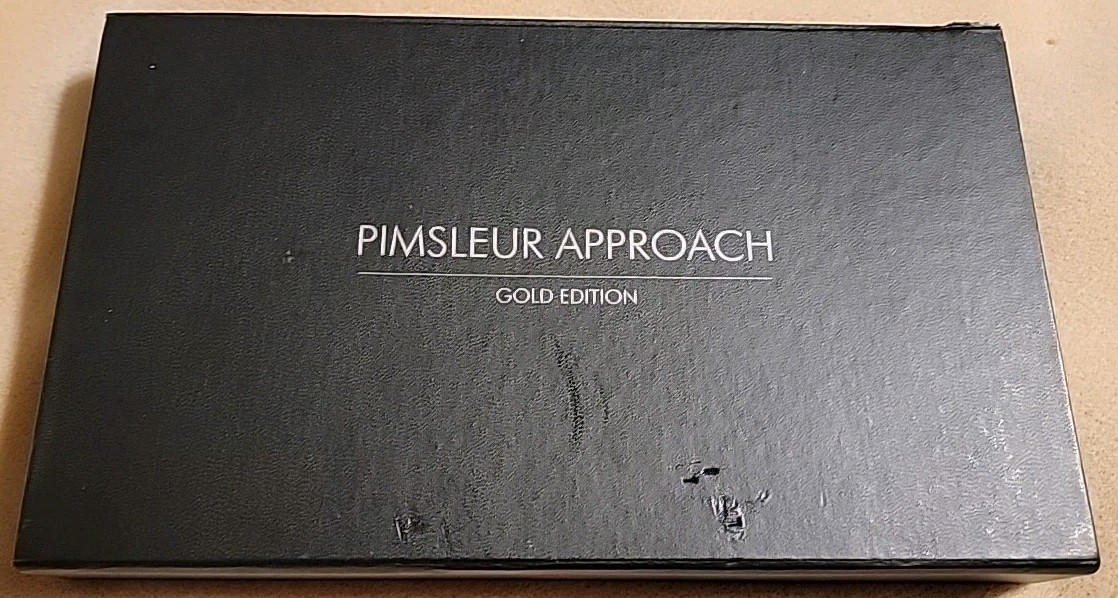 PIMSLEUR APPROACH
GOLD EDITION